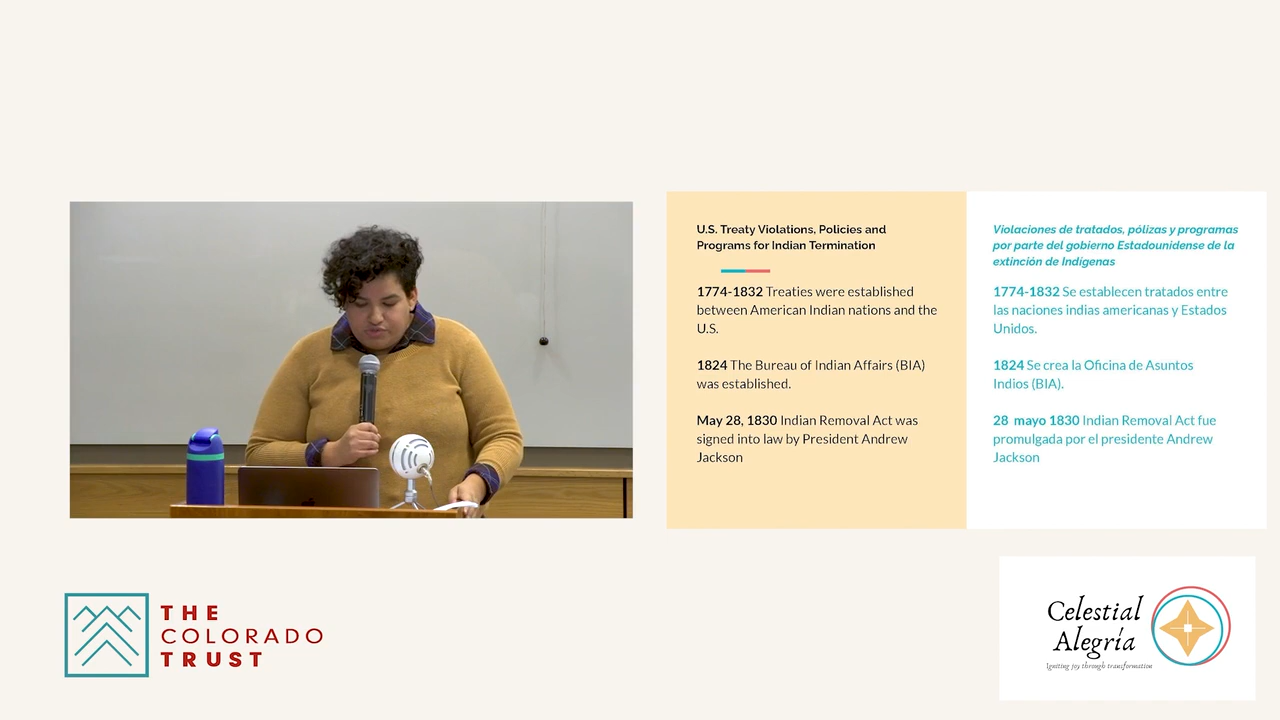 U.S. Treaty Violations, Policies and
Programs for Indian Termination
1774-1832 Treaties were established
between American Indian nations and the
U.S.
1824 The Bureau of Indian Affairs (BIA)
was established.
May 28, 1830 Indian Removal Act was
signed into law by President Andrew
Jackson
Violaciones de tratados, pólizas y programas
por parte del gobierno Estadounidense de la
extinción de Indígenas
1774-1832 Se establecen tratados entre
las naciones indias americanas y Estados
Unidos.
1824 Se crea la Oficina de Asuntos
Indios (BIA).
28 mayo 1830 Indian Removal Act fue
promulgada por el presidente Andrew
Jackson
THE
COLORADO
TRUST
Celestial
Alegría
Igniting joy through transformation